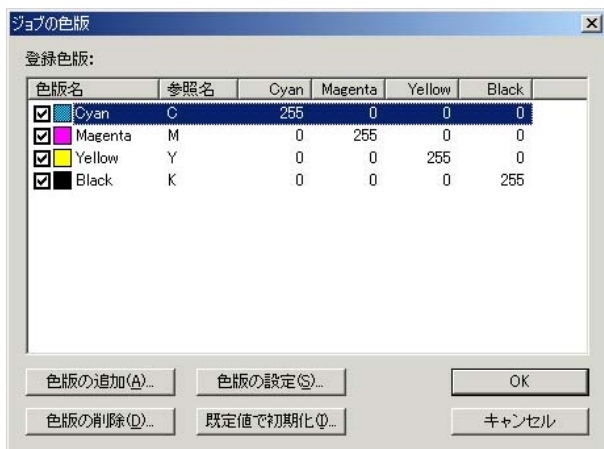 ジョブの色版
登録色版:
色版名 参照名 Cyan Magenta Yellow Black
Cyan C 255 0 0 0
Magenta M 0 255 0 0
Yellow Y 0 0 255 0
Black K 0 0 0 255
色版の追加(A)... 色版の設定(S)... OK
色版の削除(D)... 既定値で初期化(I)... キャンセル